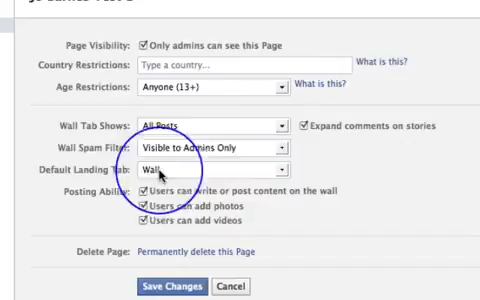 Page Visibility: Only admins can see this Page
Country Restrictions: Type a country... What is this?
Age Restrictions: Anyone (13+) What is this?
Wall Tab Shows: All Posts Expand comments on stories
Wall Spam Filter: Visible to Admins Only
Default Landing Tab: Wall
Posting Ability: Users can write or post content on the wall
Users can add photos
Users can add videos
Delete Page: Permanently delete this Page
Save Changes Cancel